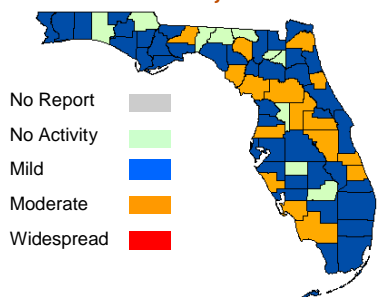 No Report
No Activity
Mild
Moderate
Widespread